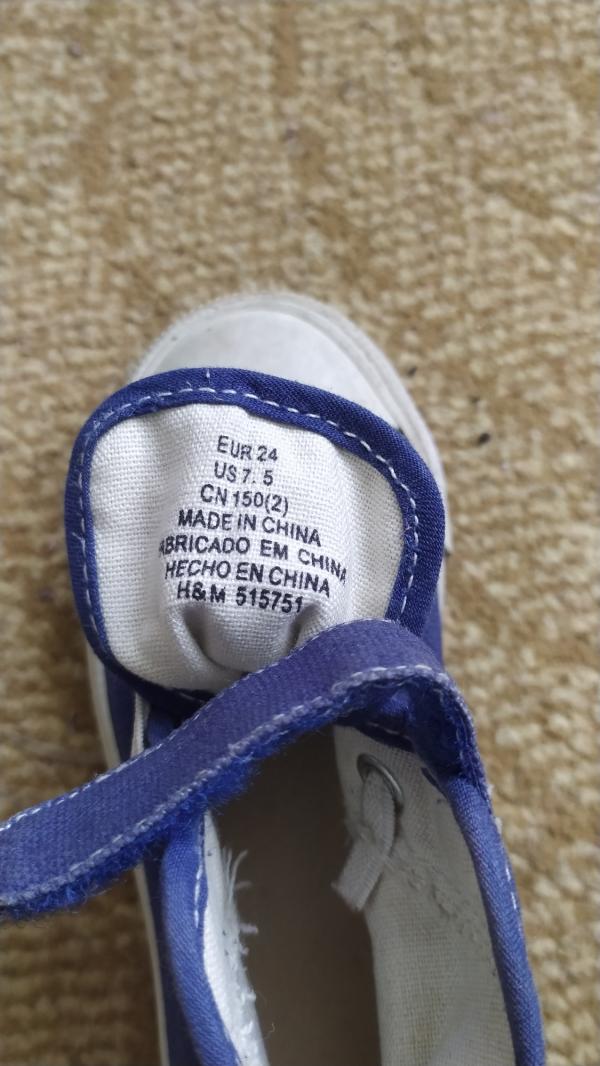 EUR 24
US 7.5
CN 150(2)
MADE IN CHINA
ABRICADO EM CHINA
HECHO EN CHINA
H&M 515751